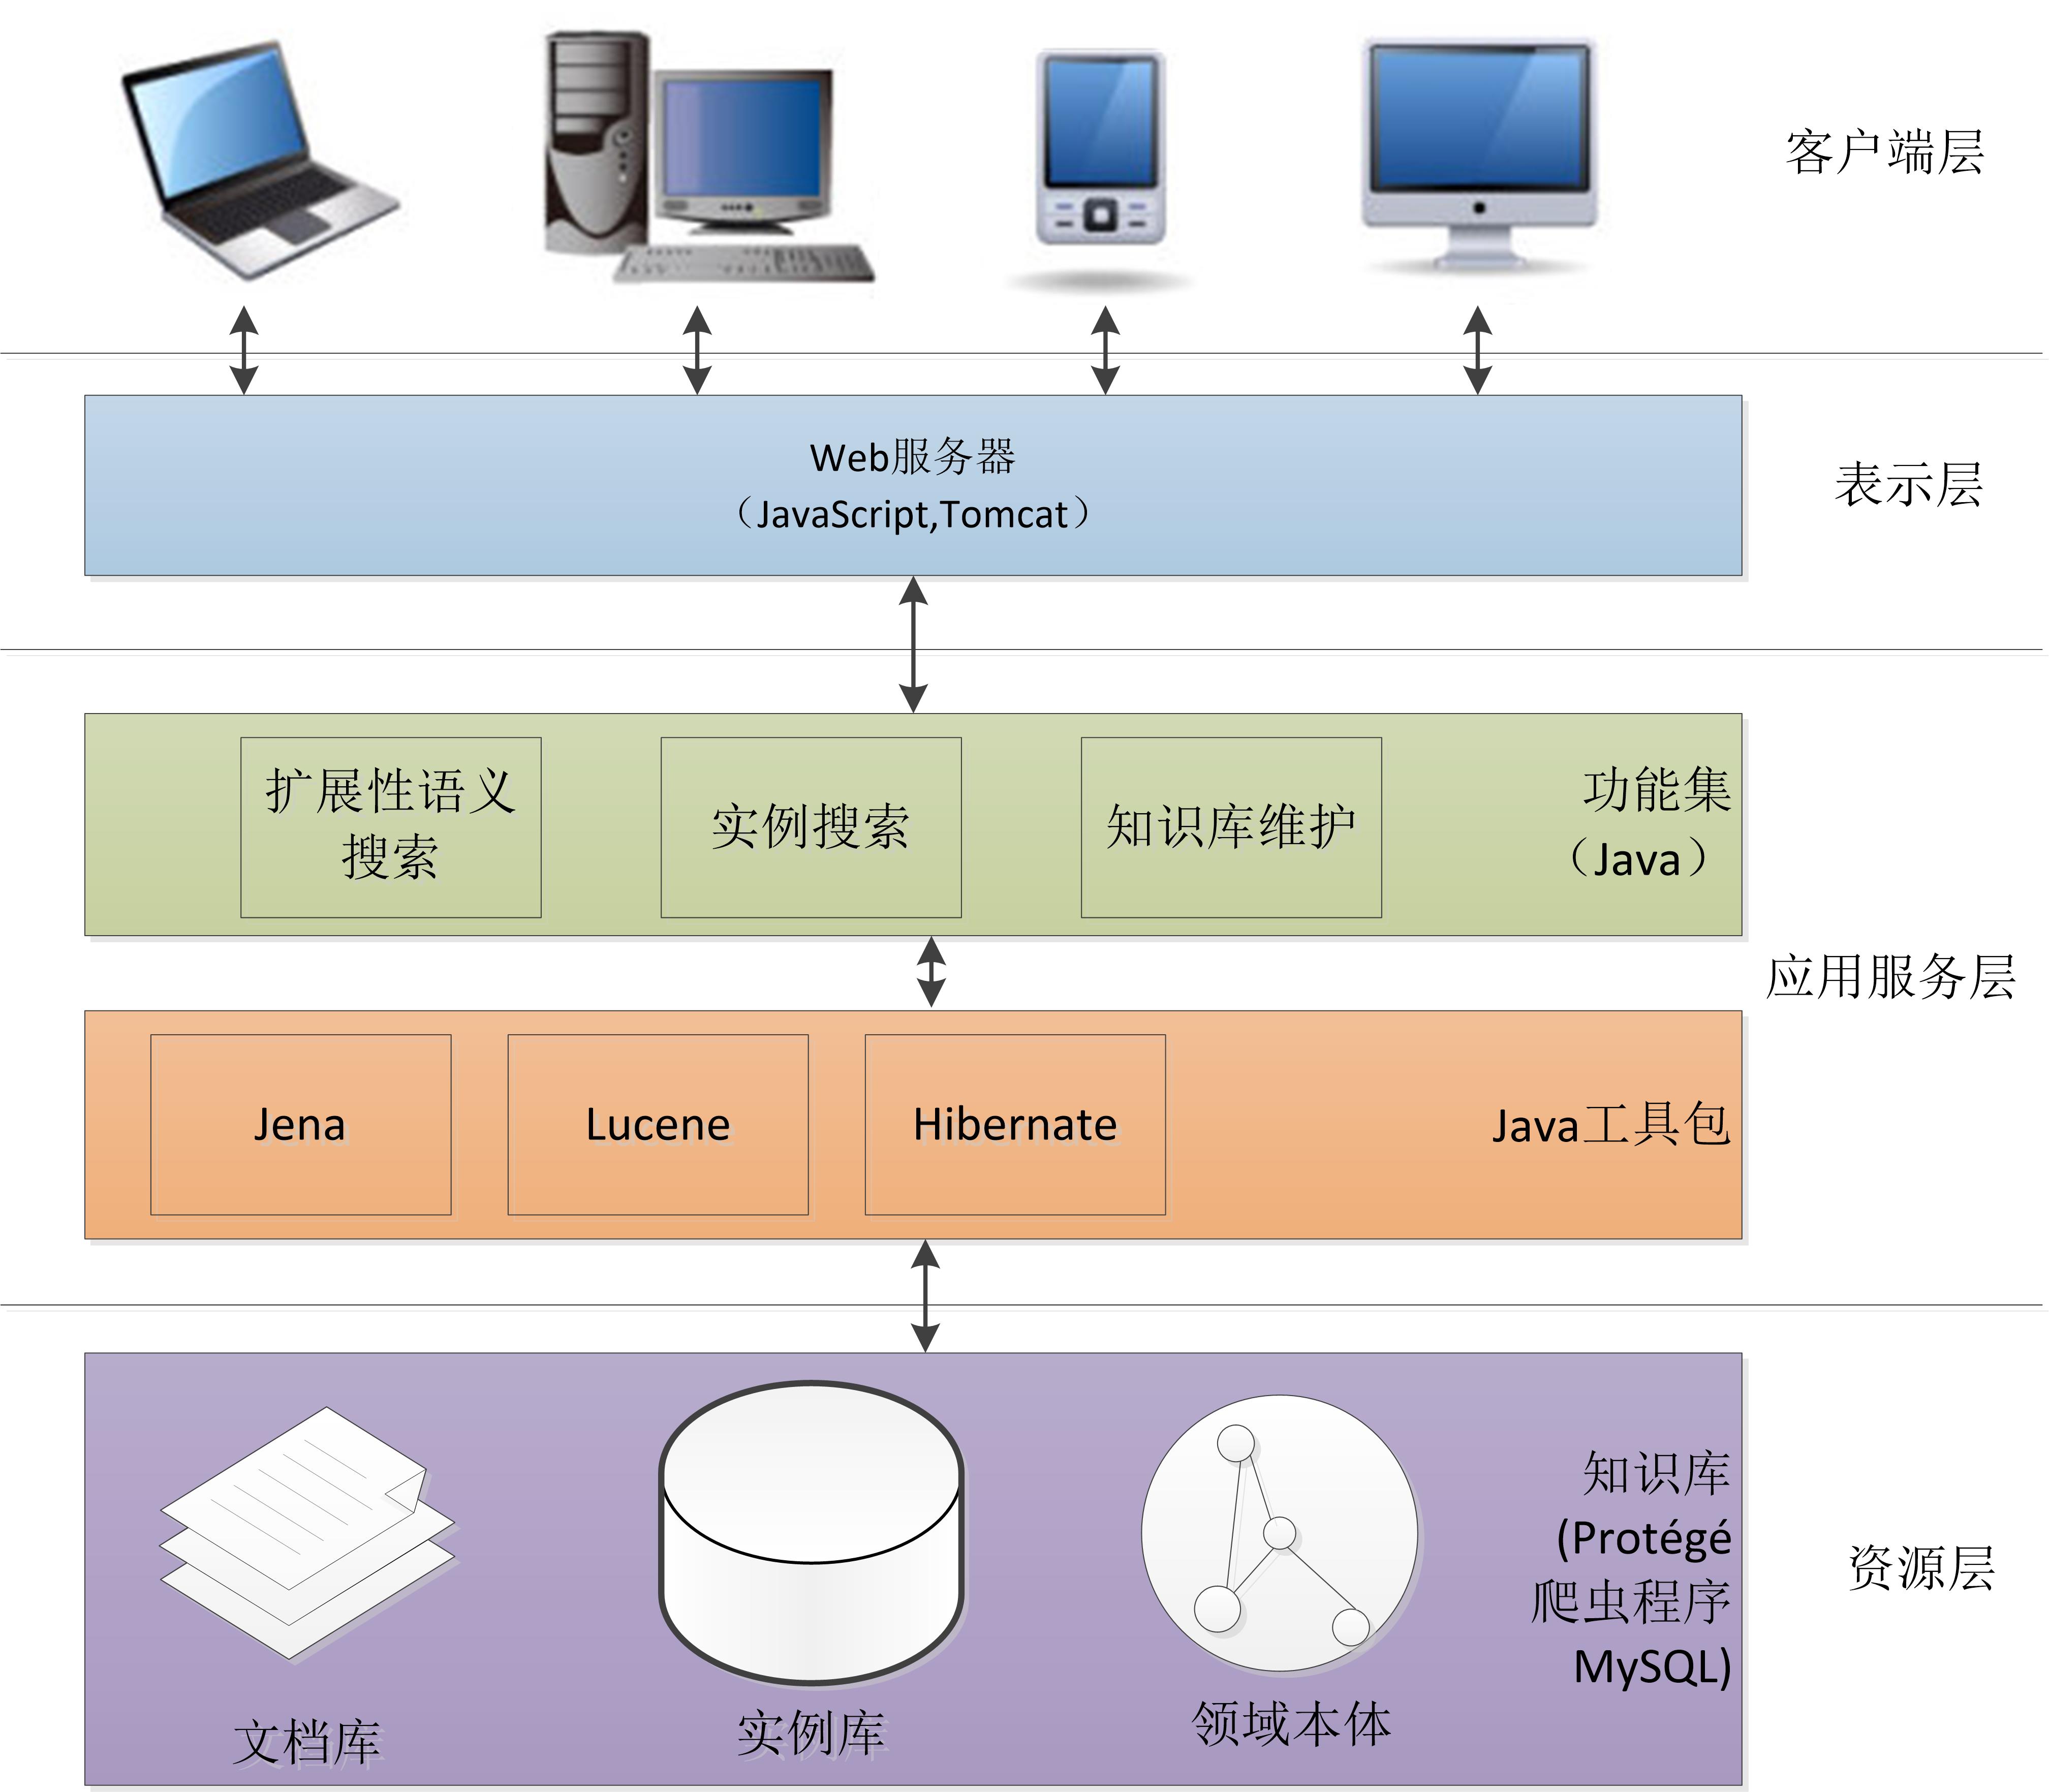 客户端层
Web服务器
（JavaScript,Tomcat）
表示层
扩展性语义
搜索
实例搜索
知识库维护
功能集
（Java）
应用服务层
Jena
Lucene
Hibernate
Java工具包
知识库
(Protégé
爬虫程序
MySQL)
资源层
文档库
实例库
领域本体